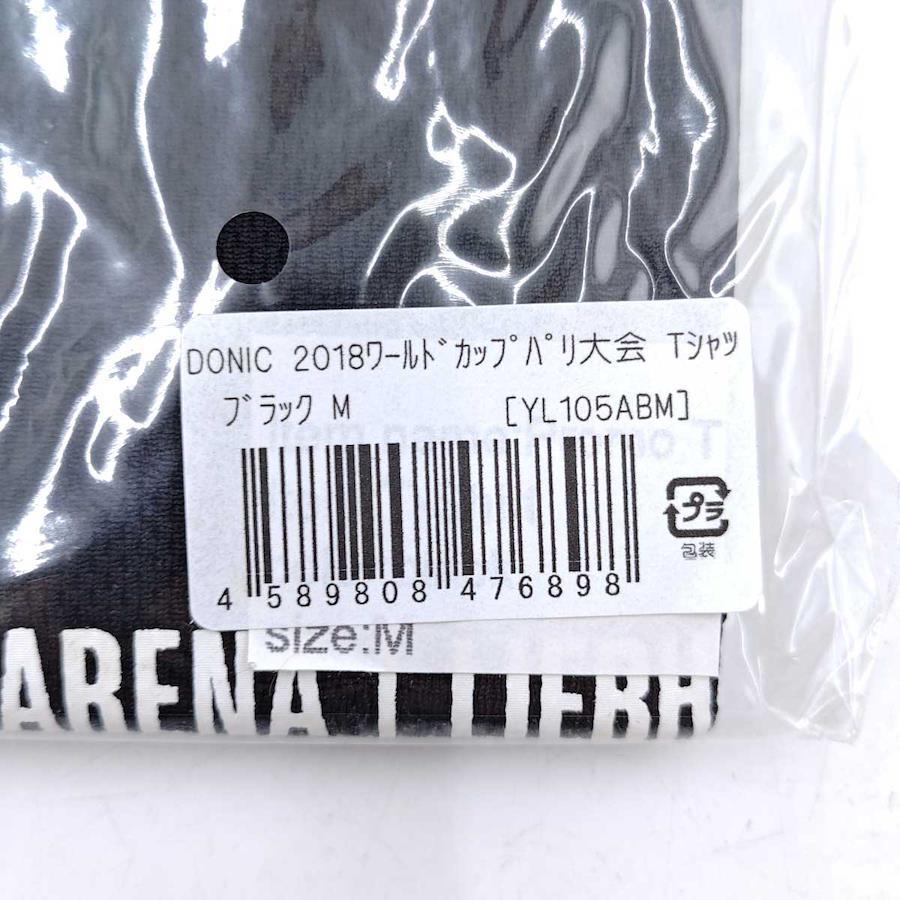 DONIC 2018ﾜｰﾙﾄﾞｶｯﾌﾟﾊﾟﾘ大会 Tｼｬﾂ
ﾌﾞﾗｯｸ M [YL105ABM]
4 589808 476898
プラ
包装
size:M
ARENA